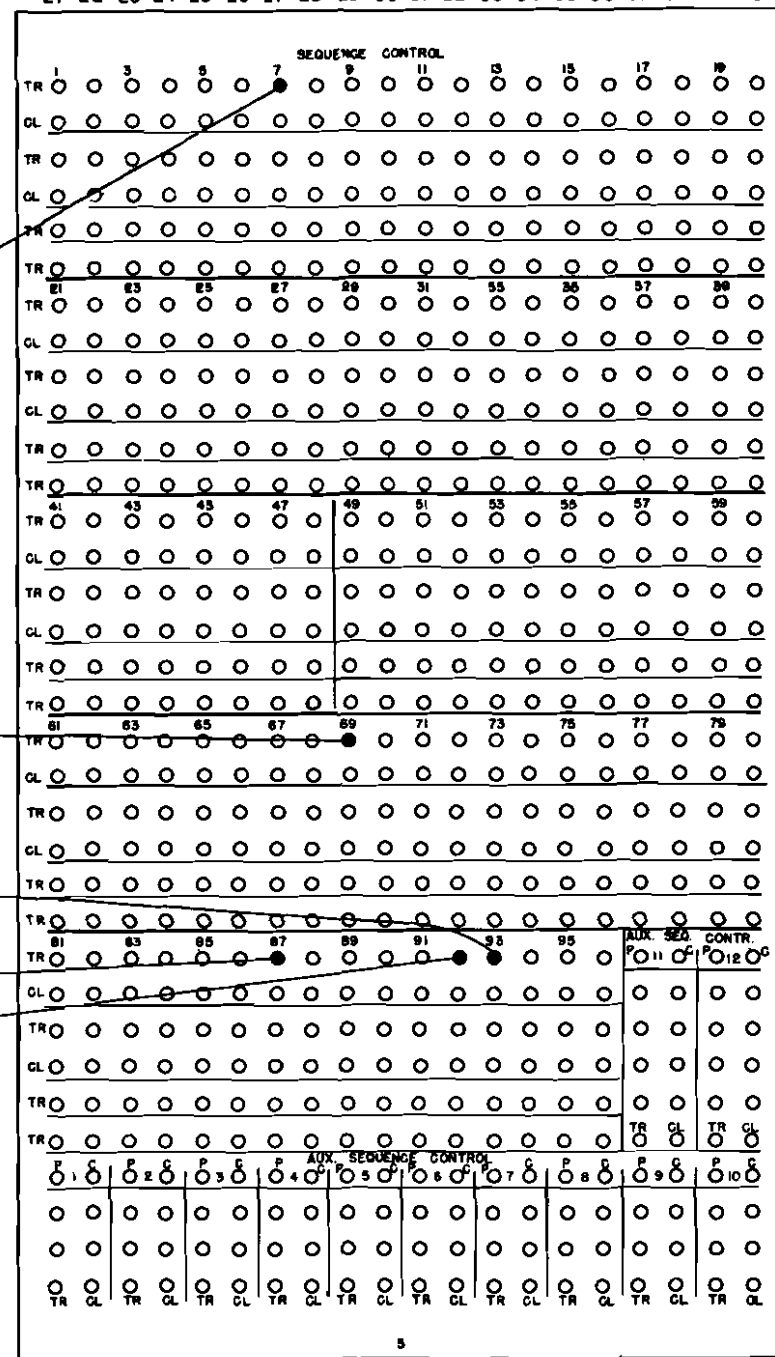 SEQUENCE CONTROL
1 3 5 7 9 11 13 15 17 19
TR
CL
TR
CL
TR
TR
21 23 25 27 29 31 33 35 37 39
TR
CL
TR
CL
TR
TR
41 43 45 47 49 51 53 55 57 59
TR
CL
TR
CL
TR
TR
61 63 65 67 69 71 73 75 77 79
TR
CL
TR
CL
TR
TR
81 83 85 87 89 91 93 95 AUX. SEQ. CONTR.
TR P 11 C P 12 C
CL
TR
CL
TR
TR TR CL TR CL
AUX. SEQUENCE CONTROL
P 1 C P 2 C P 3 C P 4 C P 5 C P 6 C P 7 C P 8 C P 9 C P 10 C
TR CL TR CL TR CL TR CL TR CL TR CL TR CL TR CL TR CL TR CL
5